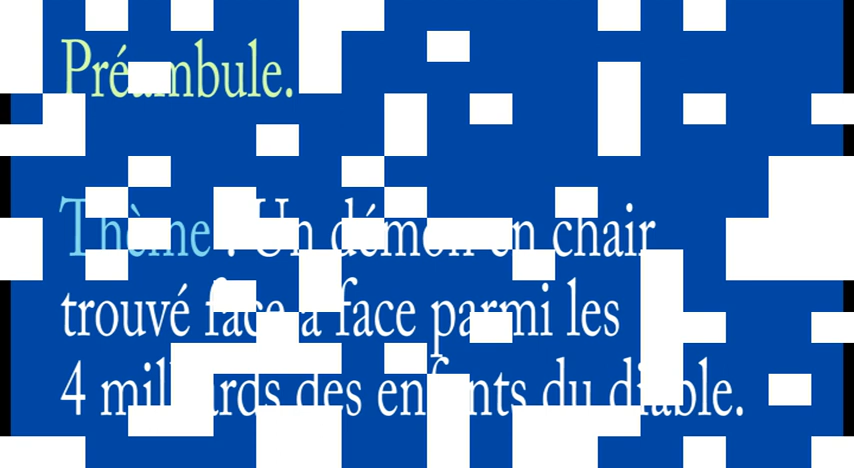 Préambule.
Thème : Un démon en chair
trouvé face à face parmi les
4 milliards des enfants du diable.